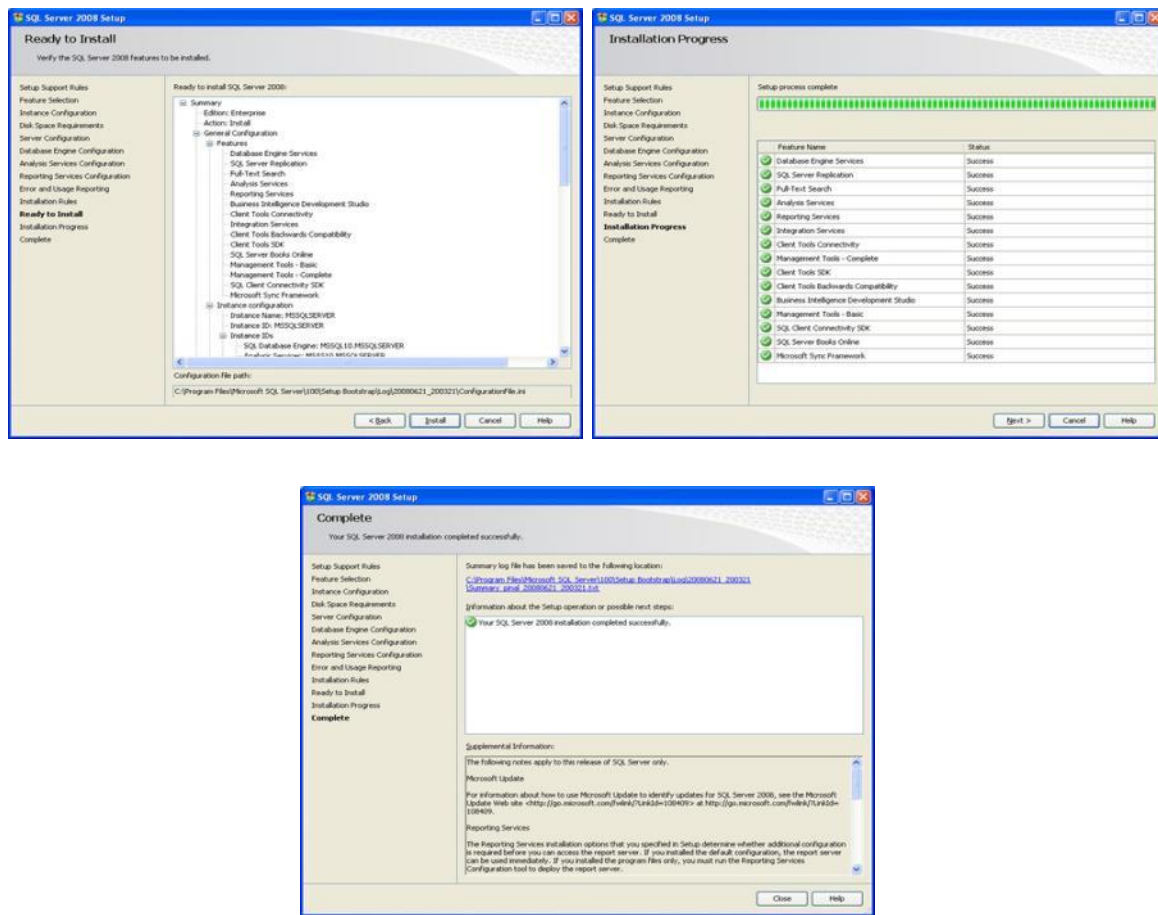 SQL Server 2008 Setup
Ready to Install
Verify the SQL Server 2008 features to be installed.
Setup Support Rules
Feature Selection
Instance Configuration
Disk Space Requirements
Server Configuration
Database Engine Configuration
Analysis Services Configuration
Reporting Services Configuration
Error and Usage Reporting
Installation Rules
Ready to Install
Installation Progress
Complete
Ready to install SQL Server 2008:
Summary
Edition: Enterprise
Action: Install
General Configuration
Features
Database Engine Services
SQL Server Replication
Full-Text Search
Analysis Services
Reporting Services
Business Intelligence Development Studio
Client Tools Connectivity
Integration Services
Client Tools Backwards Compatibility
Client Tools SDK
SQL Server Books Online
Management Tools - Basic
Management Tools - Complete
SQL Client Connectivity SDK
Microsoft Sync Framework
Instance configuration
Instance Name: MSSQLSERVER
Instance ID: MSSQLSERVER
Instance IDs
SQL Database Engine: MSSQL10.MSSQLSERVER
Analysis Services: MSAS10.MSSQLSERVER
Configuration file path:
C:\Program Files\Microsoft SQL Server\100\Setup Bootstrap\Log\20080621_200321\ConfigurationFile.ini
< Back Install Cancel Help
SQL Server 2008 Setup
Installation Progress
Setup Support Rules
Feature Selection
Instance Configuration
Disk Space Requirements
Server Configuration
Database Engine Configuration
Analysis Services Configuration
Reporting Services Configuration
Error and Usage Reporting
Installation Rules
Ready to Install
Installation Progress
Complete
Setup process complete
Feature Name Status
Database Engine Services Success
SQL Server Replication Success
Full-Text Search Success
Analysis Services Success
Reporting Services Success
Integration Services Success
Client Tools Connectivity Success
Management Tools - Complete Success
Client Tools SDK Success
Client Tools Backwards Compatibility Success
Business Intelligence Development Studio Success
Management Tools - Basic Success
SQL Client Connectivity SDK Success
SQL Server Books Online Success
Microsoft Sync Framework Success
Next > Cancel Help
SQL Server 2008 Setup
Complete
Your SQL Server 2008 installation completed successfully.
Setup Support Rules
Feature Selection
Instance Configuration
Disk Space Requirements
Server Configuration
Database Engine Configuration
Analysis Services Configuration
Reporting Services Configuration
Error and Usage Reporting
Installation Rules
Ready to Install
Installation Progress
Complete
Summary log file has been saved to the following location:
C:\Program Files\Microsoft SQL Server\100\Setup Bootstrap\Log\20080621_200321
\Summary_pinal_20080621_200321.txt
Information about the Setup operation or possible next steps:
Your SQL Server 2008 installation completed successfully.
Supplemental Information:
The following notes apply to this release of SQL Server only.
Microsoft Update
For information about how to use Microsoft Update to identify updates for SQL Server 2008, see the Microsoft
Update Web site <http://go.microsoft.com/fwlink/?LinkId=108409> at http://go.microsoft.com/fwlink/?LinkId=
108409.
Reporting Services
The Reporting Services installation options that you specified in Setup determine whether additional configuration
is required before you can access the report server. If you installed the default configuration, the report server
can be used immediately. If you installed the program files only, you must run the Reporting Services
Configuration tool to deploy the report server.
Close Help